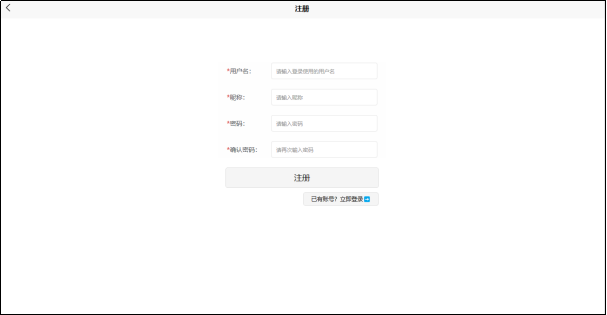 注册
*用户名： 请输入登录使用的用户名
*昵称： 请输入昵称
*密码： 请输入密码
*确认密码： 请再次输入密码
注册
已有账号？立即登录➡